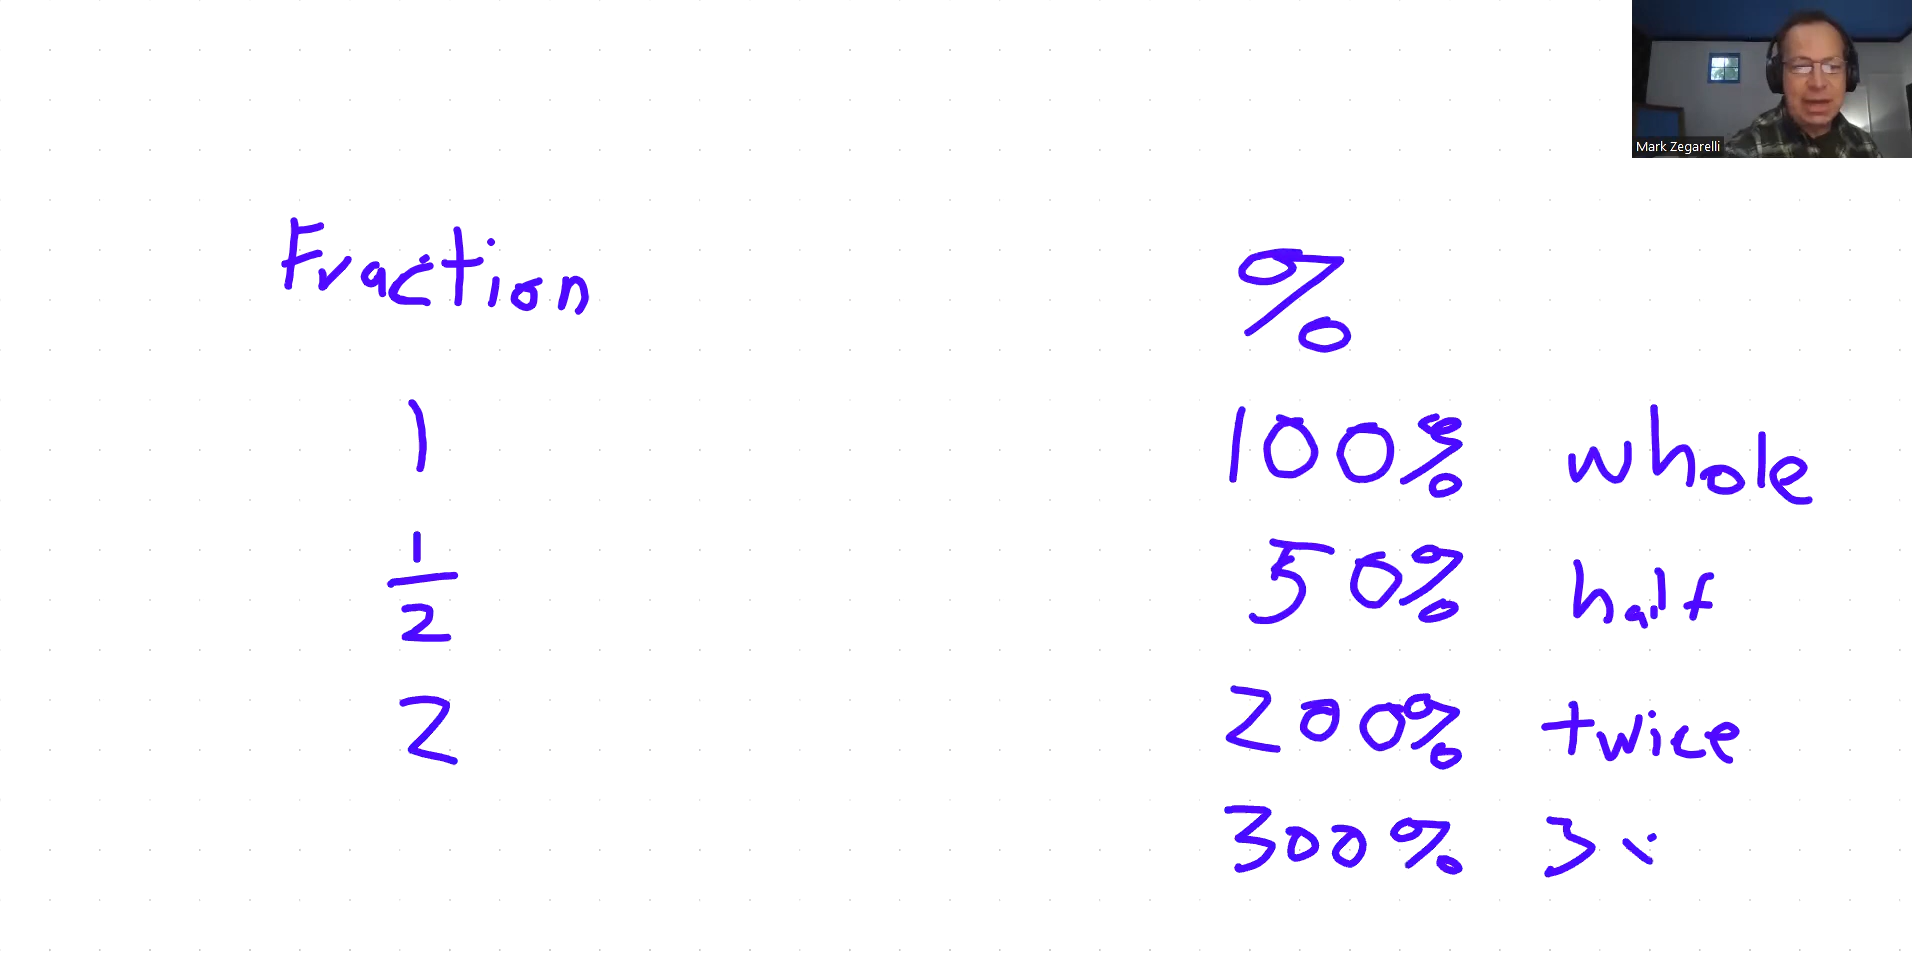 Mark Zegarelli
Fraction %
1 100% whole
1/2 50% half
2 200% twice
300% 3